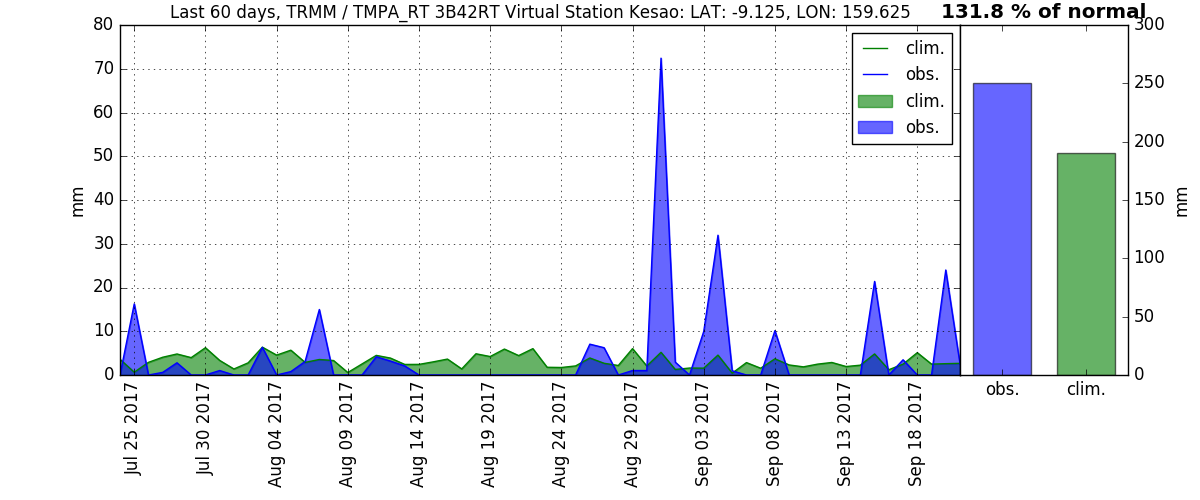 Last 60 days, TRMM / TMPA_RT 3B42RT Virtual Station Kesao: LAT: -9.125, LON: 159.625
131.8 % of normal
80
70
60
50
40
30
20
10
0
mm
clim.
obs.
clim.
obs.
300
250
200
150
100
50
0
mm
obs.
clim.
Jul 25 2017
Jul 30 2017
Aug 04 2017
Aug 09 2017
Aug 14 2017
Aug 19 2017
Aug 24 2017
Aug 29 2017
Sep 03 2017
Sep 08 2017
Sep 13 2017
Sep 18 2017